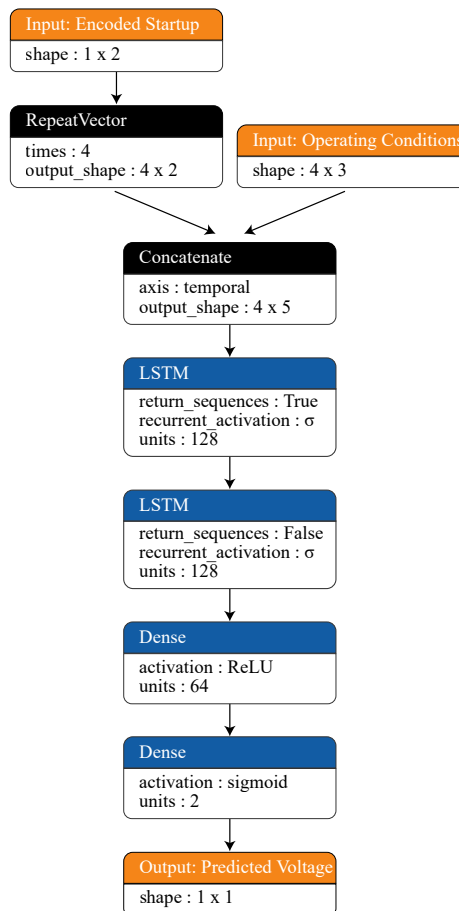 Input: Encoded Startup
shape : 1 x 2
RepeatVector
times : 4
output_shape : 4 x 2
Input: Operating Conditions
shape : 4 x 3
Concatenate
axis : temporal
output_shape : 4 x 5
LSTM
return_sequences : True
recurrent_activation : σ
units : 128
LSTM
return_sequences : False
recurrent_activation : σ
units : 128
Dense
activation : ReLU
units : 64
Dense
activation : sigmoid
units : 2
Output: Predicted Voltage
shape : 1 x 1